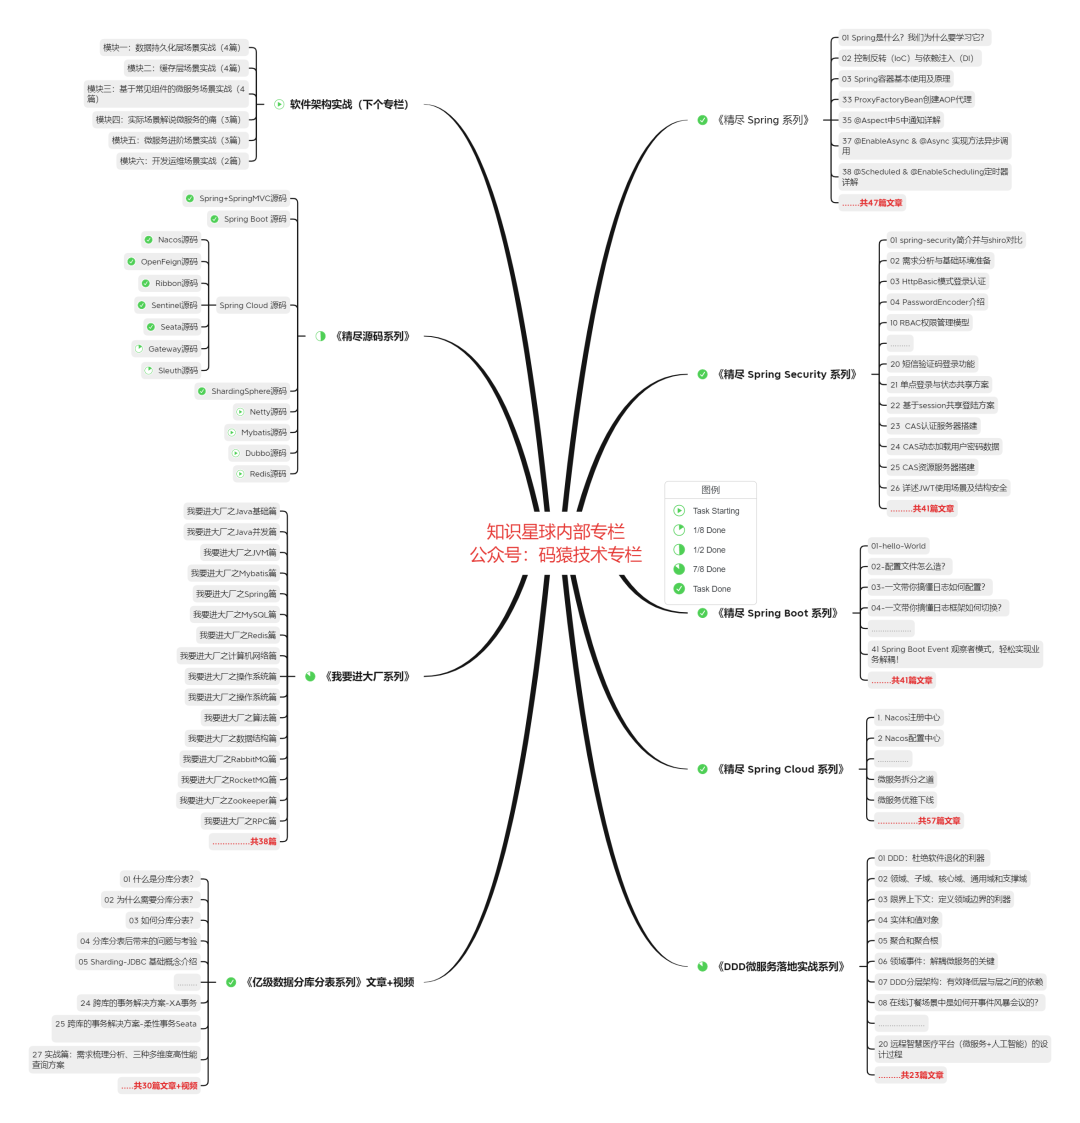 知识星球内部专栏
公众号：码猿技术专栏
图例
Task Starting
1/8 Done
1/2 Done
7/8 Done
Task Done
软件架构实战（下个专栏）
模块一：数据持久化层场景实战（4篇）
模块二：缓存层场景实战（4篇）
模块三：基于常见组件的微服务场景实战（4
篇）
模块四：实际场景解说微服务的痛（3篇）
模块五：微服务进阶场景实战（3篇）
模块六：开发运维场景实战（2篇）
《精尽源码系列》
Spring+SpringMVC源码
Spring Boot 源码
Spring Cloud 源码
Nacos源码
OpenFeign源码
Ribbon源码
Sentinel源码
Seata源码
Gateway源码
Sleuth源码
ShardingSphere源码
Netty源码
Mybatis源码
Dubbo源码
Redis源码
《我要进大厂系列》
我要进大厂之Java基础篇
我要进大厂之Java并发篇
我要进大厂之JVM篇
我要进大厂之Mybatis篇
我要进大厂之Spring篇
我要进大厂之MySQL篇
我要进大厂之Redis篇
我要进大厂之计算机网络篇
我要进大厂之操作系统篇
我要进大厂之操作系统篇
我要进大厂之算法篇
我要进大厂之数据结构篇
我要进大厂之RabbitMQ篇
我要进大厂之RocketMQ篇
我要进大厂之Zookeeper篇
我要进大厂之RPC篇
...............共38篇
《亿级数据分库分表系列》文章+视频
01 什么是分库分表？
02 为什么需要分库分表？
03 如何分库分表？
04 分库分表后带来的问题与考验
05 Sharding-JDBC 基础概念介绍
.........
24 跨库的事务解决方案-XA事务
25 跨库的事务解决方案-柔性事务Seata
27 实战篇：需求梳理分析、三种多维度高性能
查询方案
.....共30篇文章+视频
《精尽 Spring 系列》
01 Spring是什么？我们为什么要学习它？
02 控制反转（IoC）与依赖注入（DI）
03 Spring容器基本使用及原理
33 ProxyFactoryBean创建AOP代理
35 @Aspect中5中通知详解
37 @EnableAsync & @Async 实现方法异步调
用
38 @Scheduled & @EnableScheduling定时器
详解
.......共47篇文章
《精尽 Spring Security 系列》
01 spring-security简介并与shiro对比
02 需求分析与基础环境准备
03 HttpBasic模式登录认证
04 PasswordEncoder介绍
10 RBAC权限管理模型
.........
20 短信验证码登录功能
21 单点登录与状态共享方案
22 基于session共享登陆方案
23 CAS认证服务器搭建
24 CAS动态加载用户密码数据
25 CAS资源服务器搭建
26 详述JWT使用场景及结构安全
.........共41篇文章
《精尽 Spring Boot 系列》
01-hello-World
02-配置文件怎么造？
03-一文带你搞懂日志如何配置？
04-一文带你搞懂日志框架如何切换？
..................
41 Spring Boot Event 观察者模式，轻松实现业
务解耦！
........共41篇文章
《精尽 Spring Cloud 系列》
1. Nacos注册中心
2 Nacos配置中心
..............
微服务拆分之道
微服务优雅下线
................共57篇文章
《DDD微服务落地实战系列》
01 DDD：杜绝软件退化的利器
02 领域、子域、核心域、通用域和支撑域
03 限界上下文：定义领域边界的利器
04 实体和值对象
05 聚合和聚合根
06 领域事件：解耦微服务的关键
07 DDD分层架构：有效降低层与层之间的依赖
08 在线订餐场景中是如何开事件风暴会议的？
.....................
20 远程智慧医疗平台（微服务+人工智能）的设
计过程
.........共23篇文章